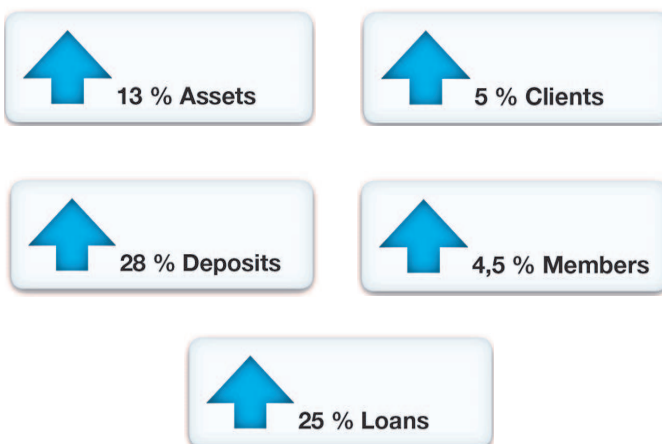 13 % Assets
5 % Clients
28 % Deposits
4,5 % Members
25 % Loans